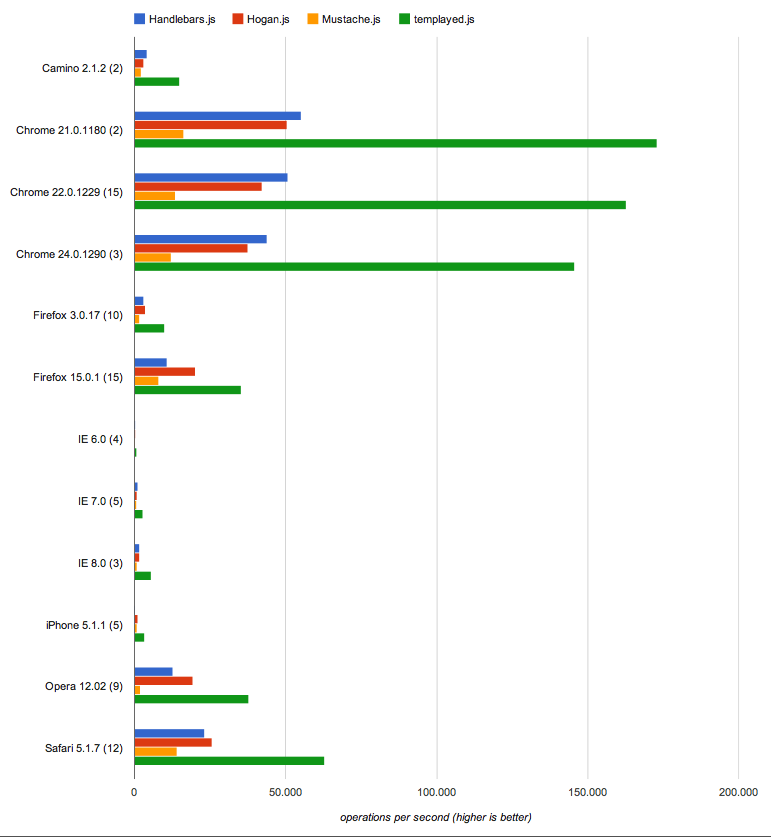 Handlebars.js Hogan.js Mustache.js templayed.js
Camino 2.1.2 (2)
Chrome 21.0.1180 (2)
Chrome 22.0.1229 (15)
Chrome 24.0.1290 (3)
Firefox 3.0.17 (10)
Firefox 15.0.1 (15)
IE 6.0 (4)
IE 7.0 (5)
IE 8.0 (3)
iPhone 5.1.1 (5)
Opera 12.02 (9)
Safari 5.1.7 (12)
0 50.000 100.000 150.000 200.000
operations per second (higher is better)